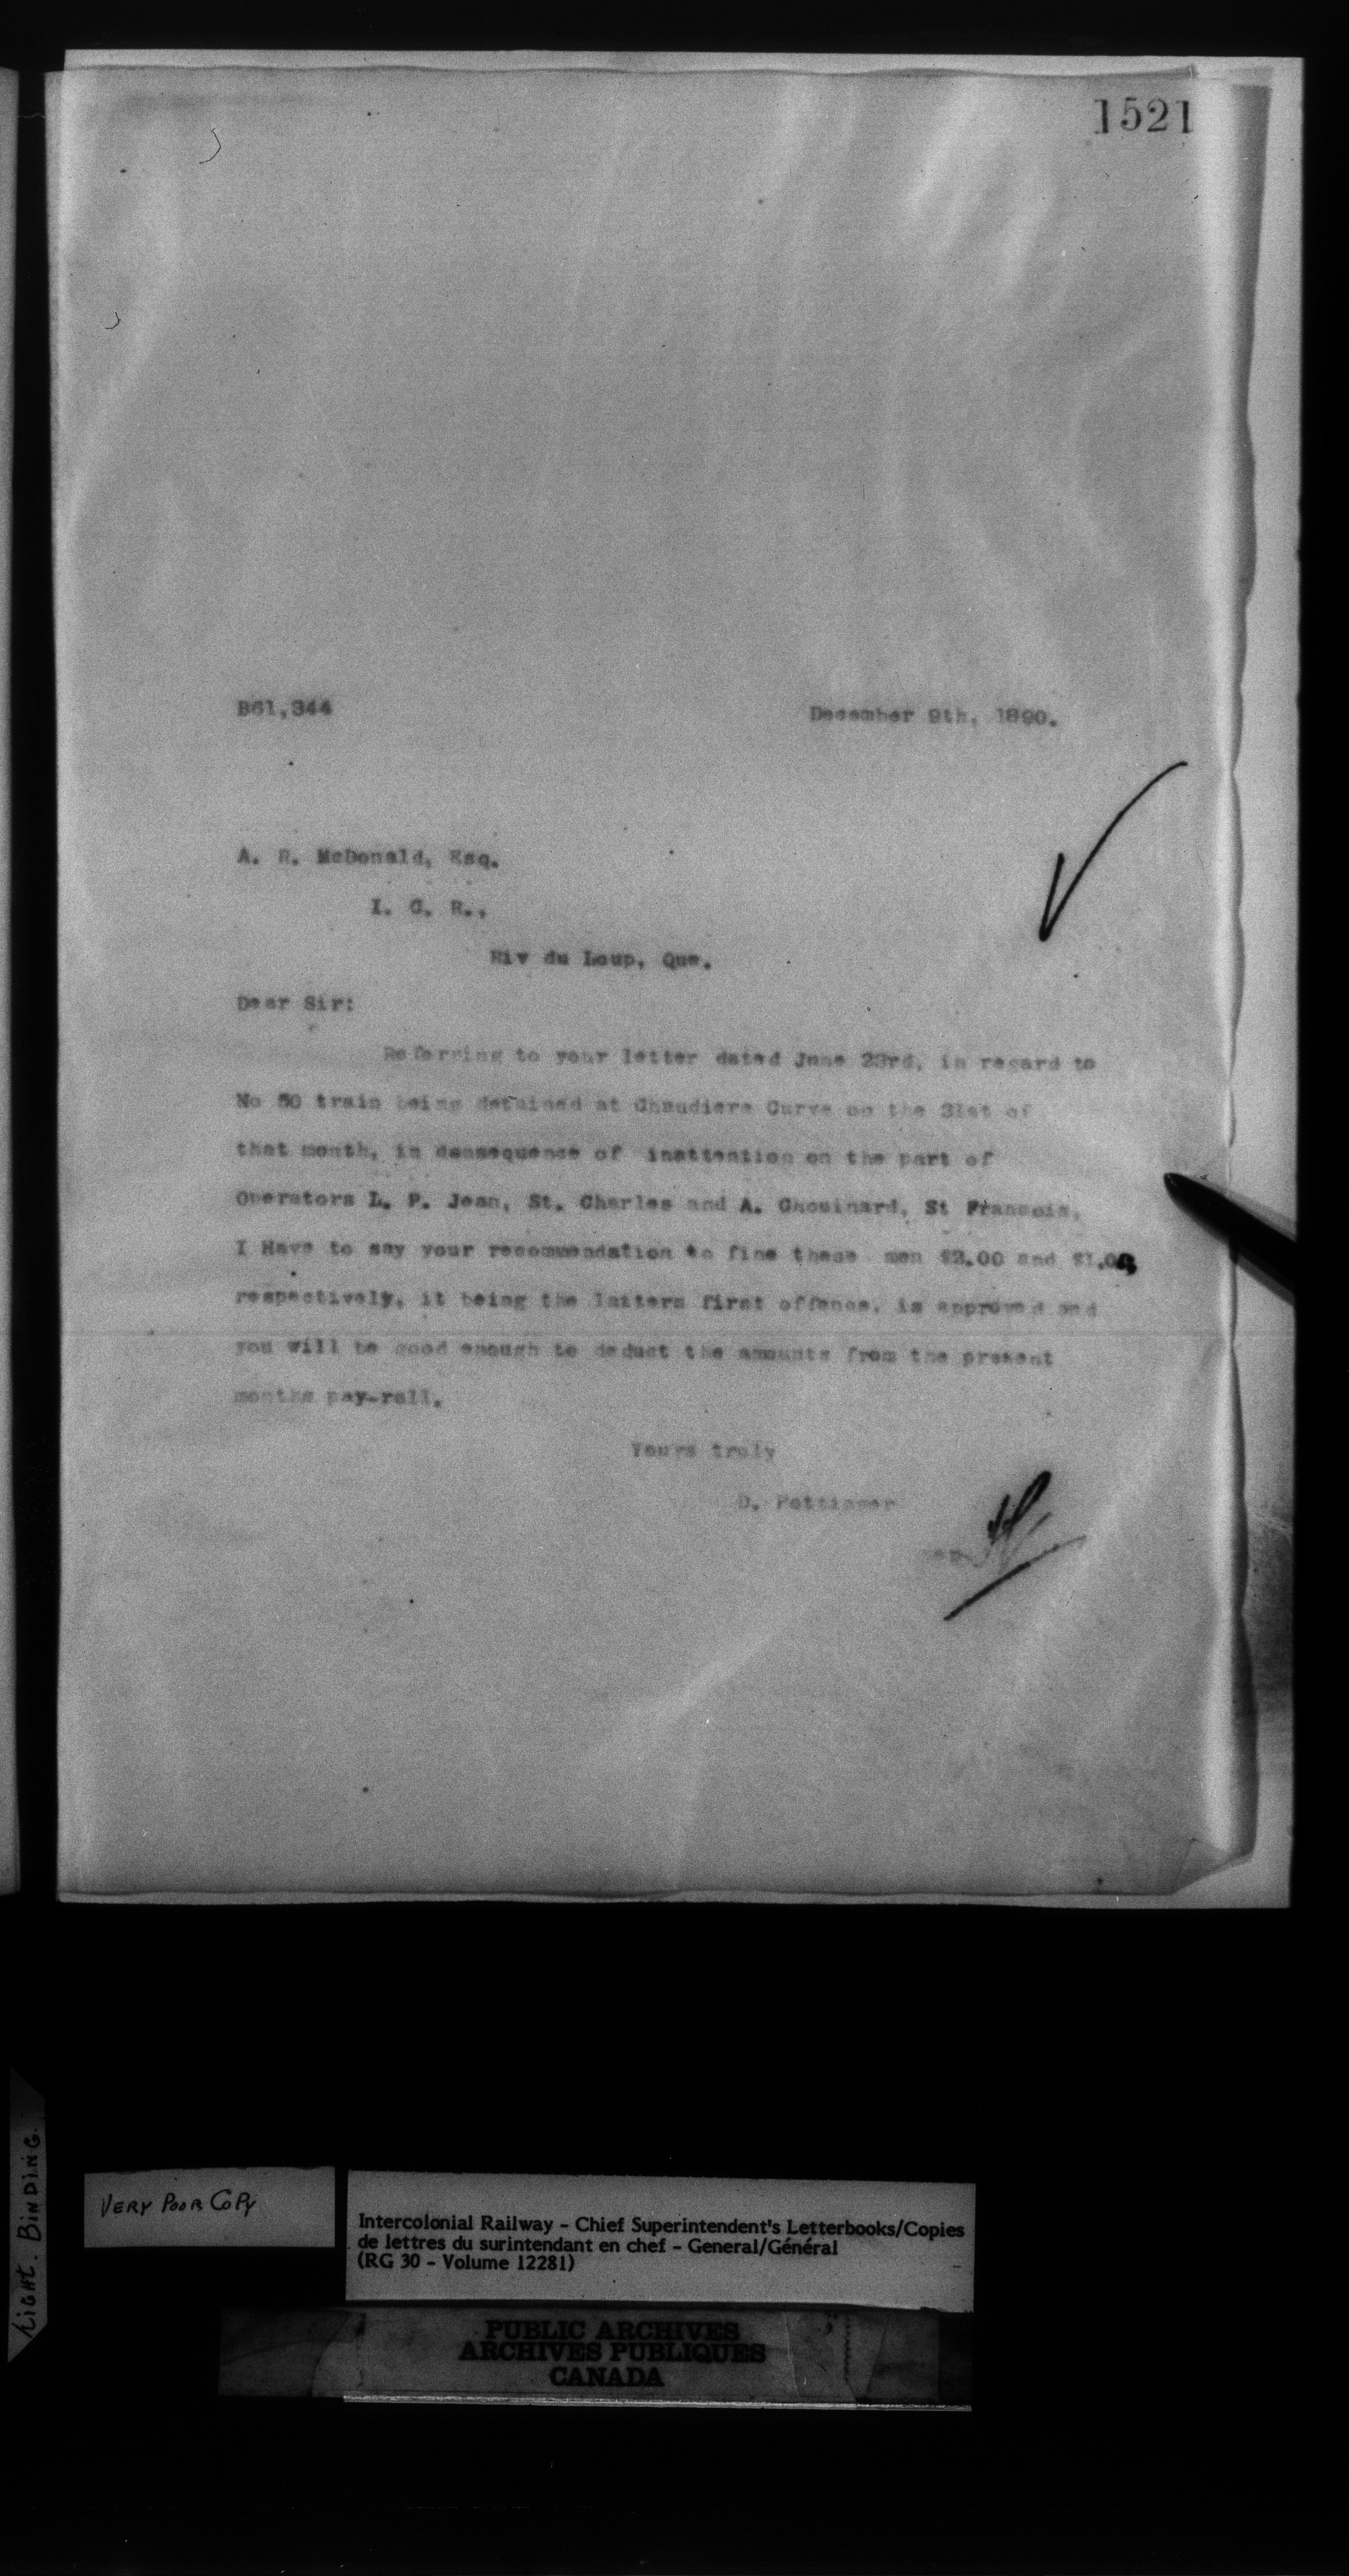 1521
B61,344
December 9th, 1890.
A. R. McDonald, Esq.
I. C. R.,
Riv du Loup, Que.
Dear Sir:
Referring to your letter dated June 23rd, in regard to
No 50 train being detained at Chaudiere Curve on the 21st of
that month, in consequence of inattention on the part of
Operators L. P. Jean, St. Charles and A. Chouinard, St Francois,
I Have to say your recommendation to fine these men $2.00 and $1.00
respectively, it being the latters first offence, is approved and
you will be good enough to deduct the amounts from the present
months pay-roll.
Yours truly
D. Pottinger
VERY POOR COPY
LIGHT. BINDING.
Intercolonial Railway - Chief Superintendent's Letterbooks/Copies
de lettres du surintendant en chef - General/Général
(RG 30 - Volume 12281)
PUBLIC ARCHIVES
ARCHIVES PUBLIQUES
CANADA